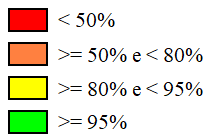 < 50%
>= 50% e < 80%
>= 80% e < 95%
>= 95%